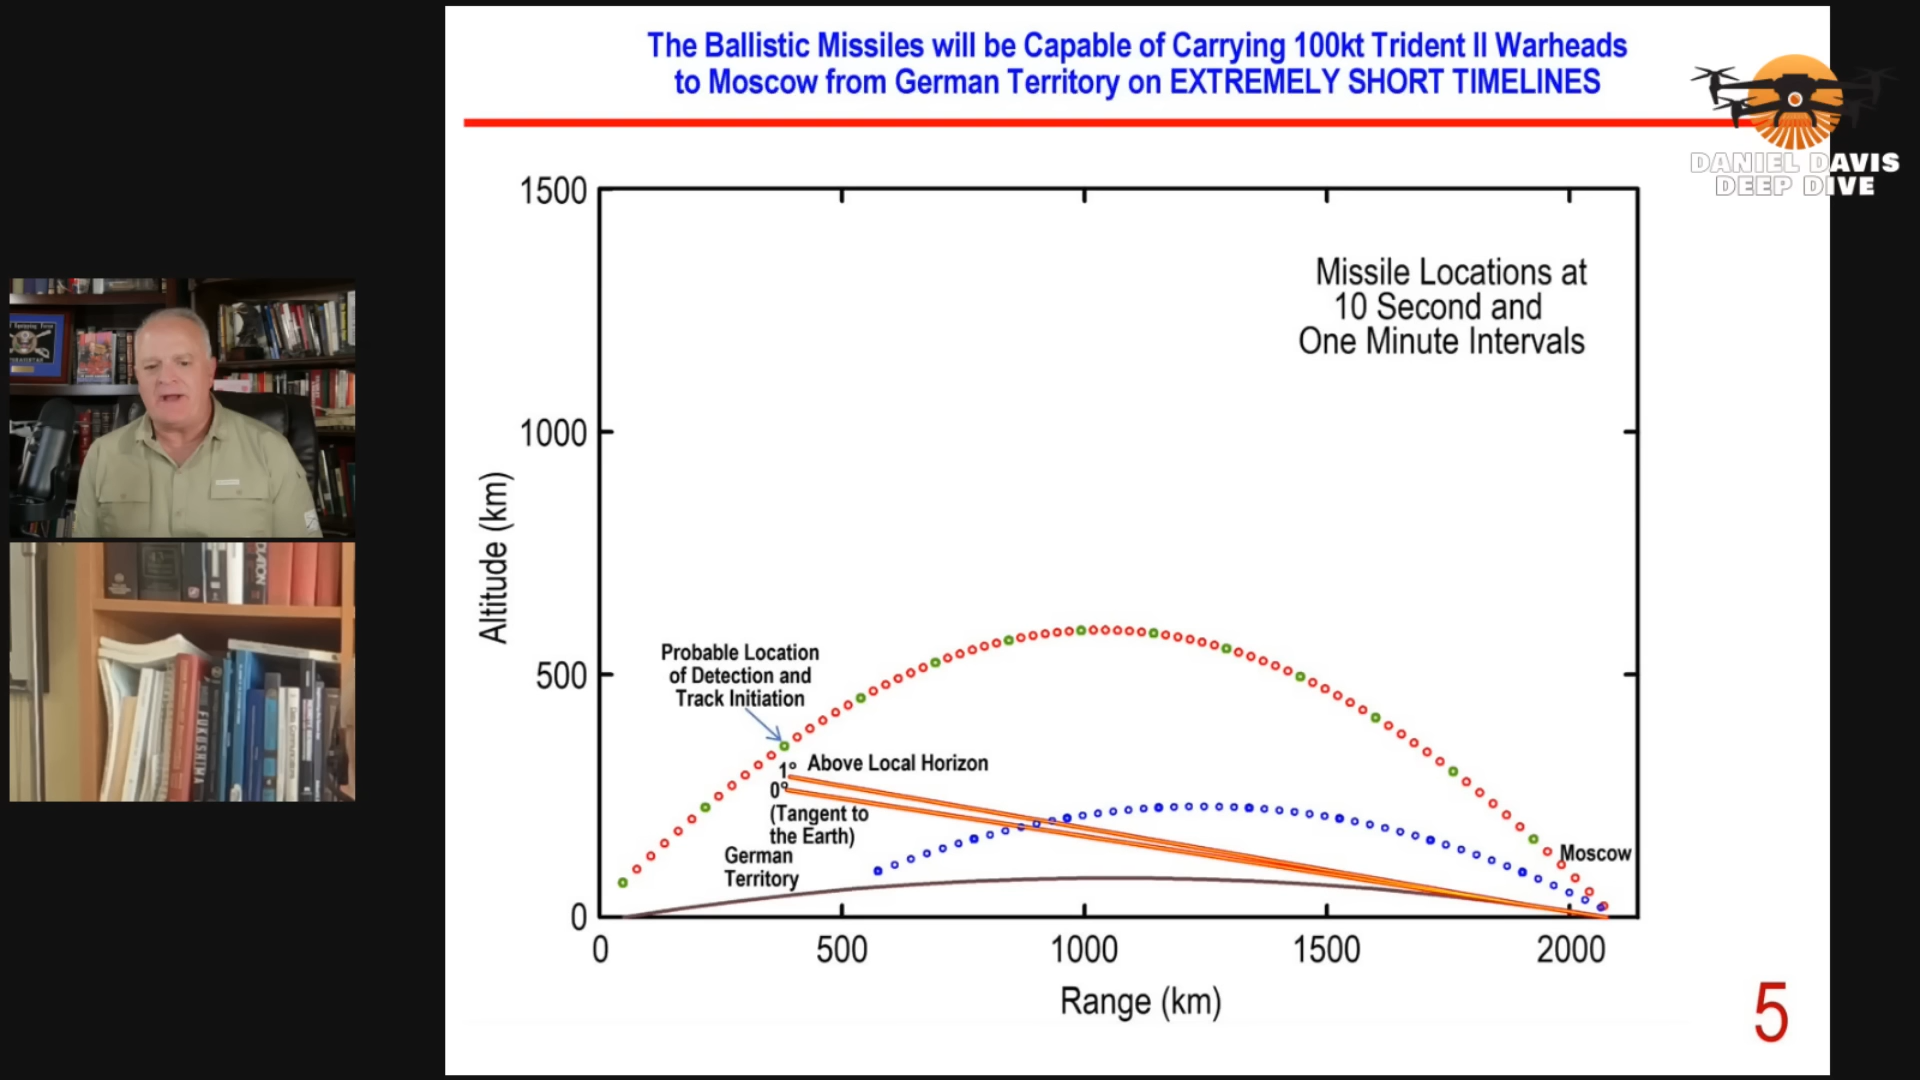 The Ballistic Missiles will be Capable of Carrying 100kt Trident II Warheads
to Moscow from German Territory on EXTREMELY SHORT TIMELINES
DANIEL DAVIS
DEEP DIVE
1500
1000
500
0
Altitude (km)
Missile Locations at
10 Second and
One Minute Intervals
Probable Location
of Detection and
Track Initiation
1° Above Local Horizon
0°
(Tangent to
the Earth)
German
Territory
Moscow
0
500
1000
1500
2000
Range (km)
5
FUKUSHIMA